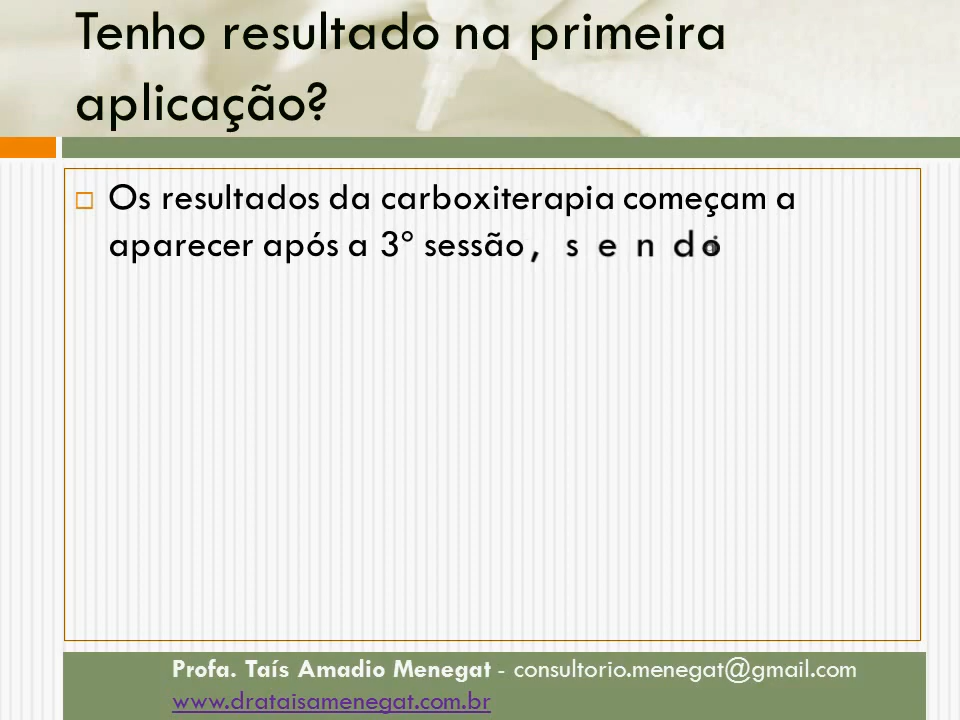 Tenho resultado na primeira
aplicação?
Os resultados da carboxiterapia começam a
aparecer após a 3º sessão, sendo
Profa. Taís Amadio Menegat - consultorio.menegat@gmail.com
www.drataisamenegat.com.br